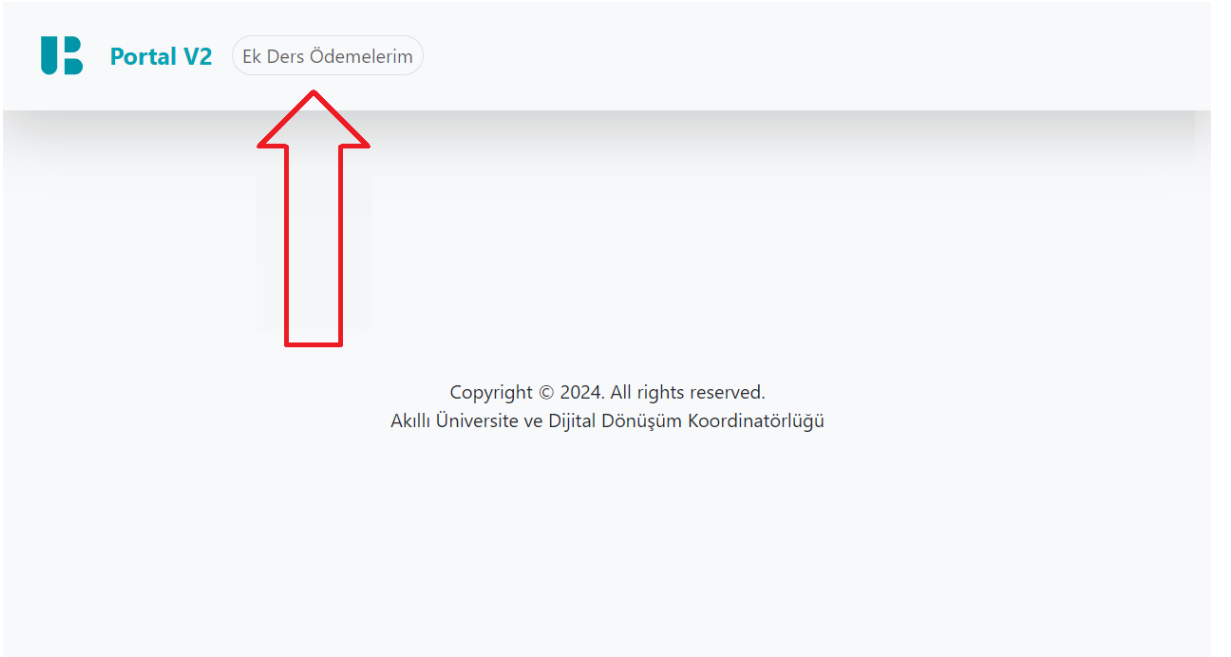 Portal V2 Ek Ders Ödemelerim
Copyright © 2024. All rights reserved.
Akıllı Üniversite ve Dijital Dönüşüm Koordinatörlüğü